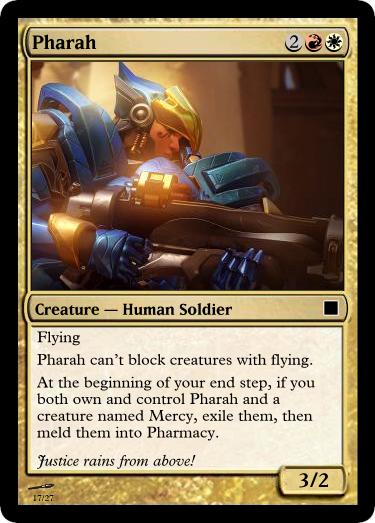 Pharah 2
Creature — Human Soldier
Flying
Pharah can't block creatures with flying.
At the beginning of your end step, if you
both own and control Pharah and a
creature named Mercy, exile them, then
meld them into Pharmacy.
Justice rains from above!
3/2
17/27